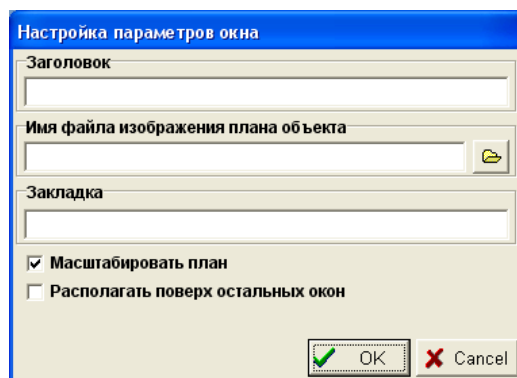 Настройка параметров окна
Заголовок
Имя файла изображения плана объекта
Закладка
Масштабировать план
Располагать поверх остальных окон
OK Cancel